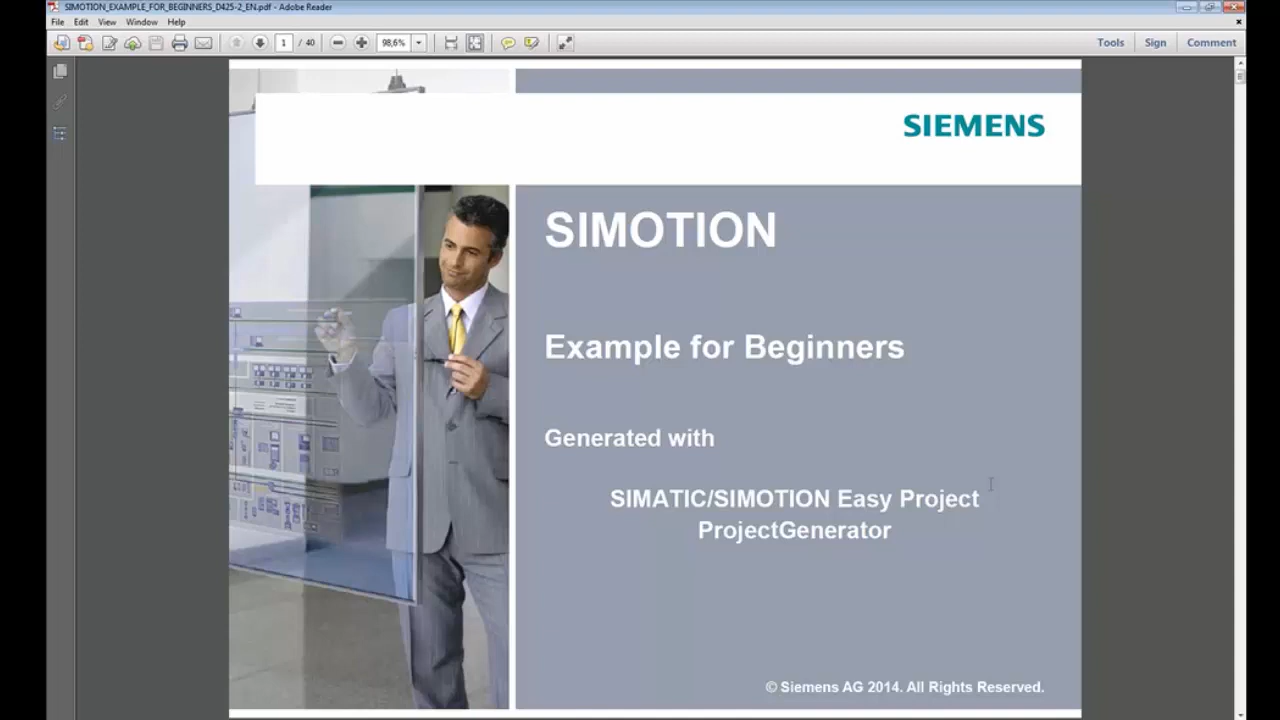 SIMOTION_EXAMPLE_FOR_BEGINNERS_D425-2_EN.pdf - Adobe Reader
File Edit View Window Help
1 / 40 98,6% Tools Sign Comment
SIEMENS
SIMOTION
Example for Beginners
Generated with
SIMATIC/SIMOTION Easy Project
ProjectGenerator
© Siemens AG 2014. All Rights Reserved.